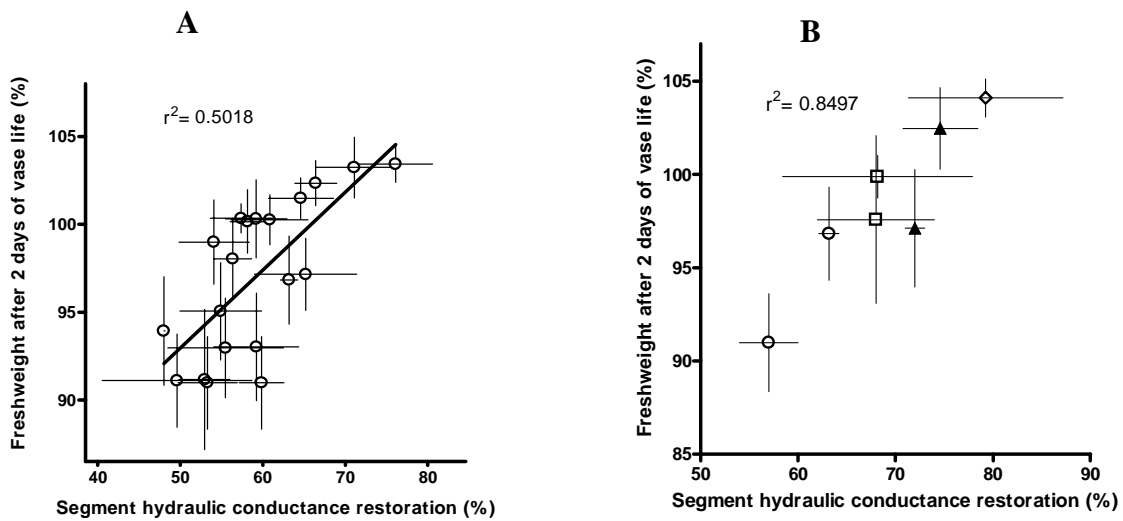 A
Freshweight after 2 days of vase life (%)
r²= 0.5018
105
100
95
90
40 50 60 70 80
Segment hydraulic conductance restoration (%)
B
Freshweight after 2 days of vase life (%)
r²= 0.8497
105
100
95
90
85
50 60 70 80 90
Segment hydraulic conductance restoration (%)